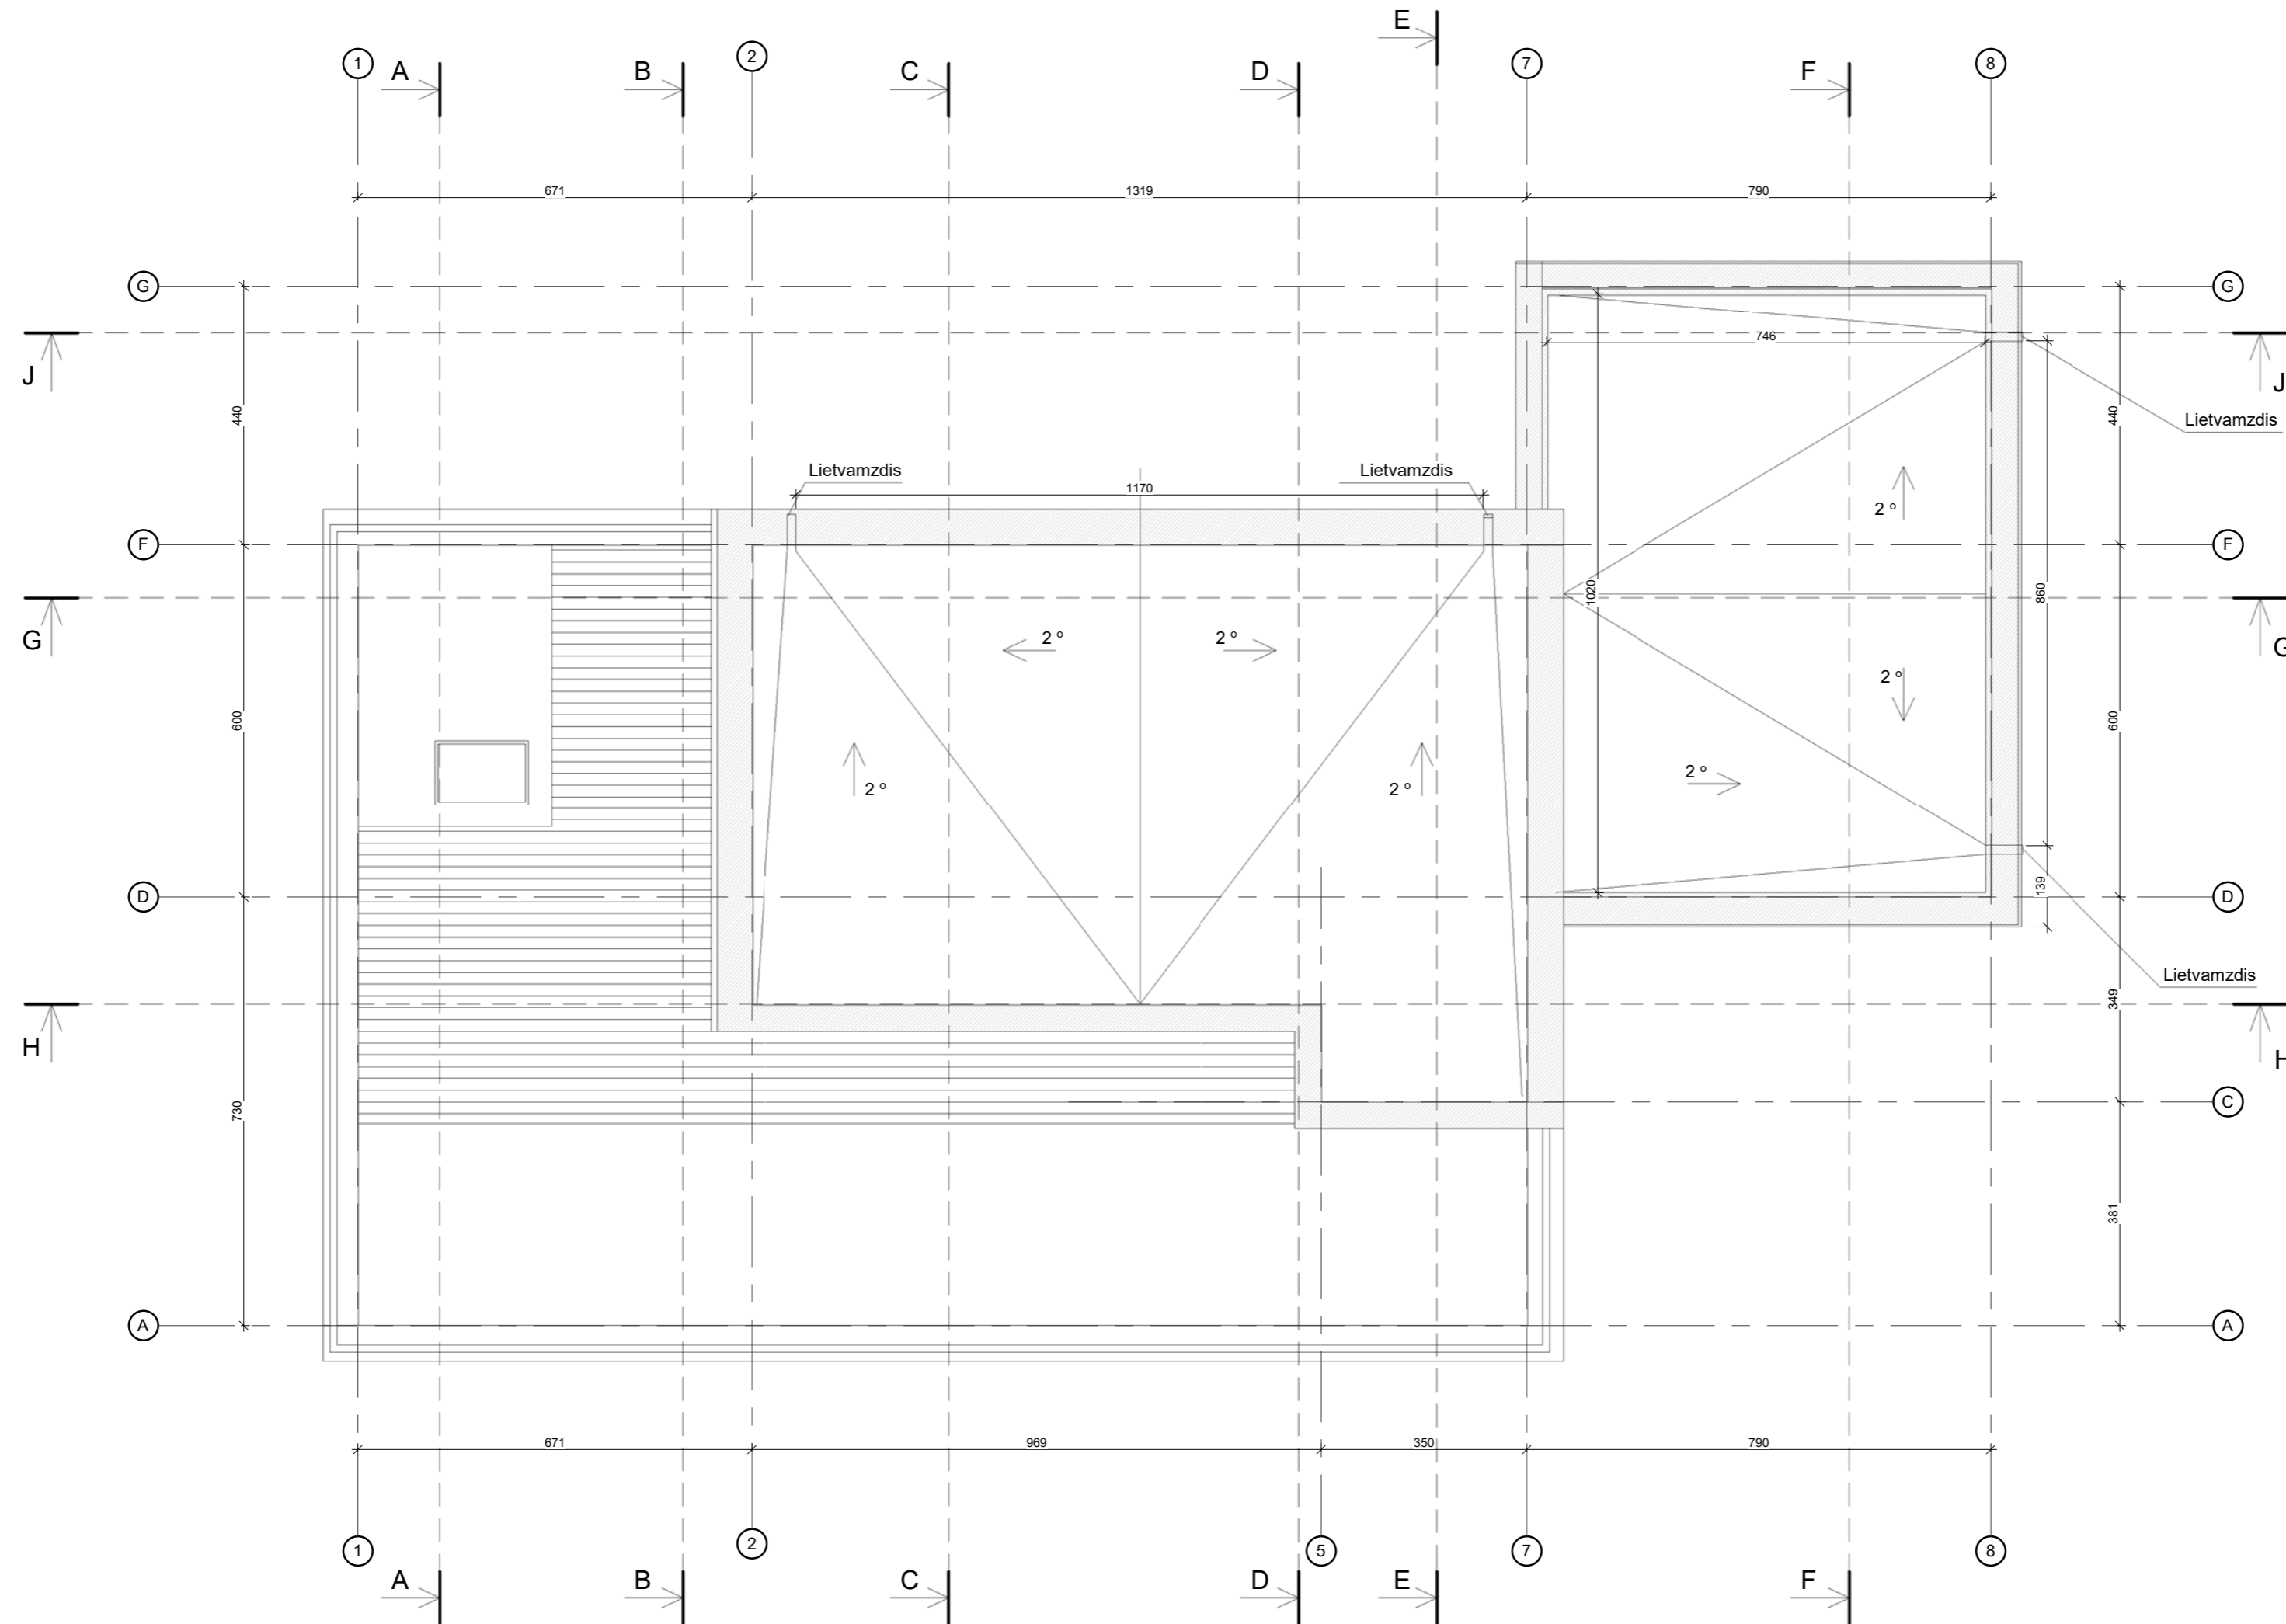 E
1
A
B
2
C
D
7
F
8
671
1319
790
G
G
J
746
J
440
440
Lietvamzdis
Lietvamzdis
Lietvamzdis
1170
2 º
F
F
1020
860
G
2 º
2 º
G
2 º
600
600
2 º
2 º
2 º
139
D
D
Lietvamzdis
349
H
H
730
C
381
A
A
671
969
350
790
1
2
5
7
8
A
B
C
D
E
F